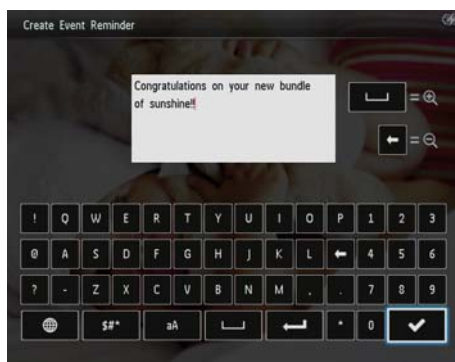 Create Event Reminder
Congratulations on your new bundle
of sunshine!!
=
=
! Q W E R T Y U I O P 1 2 3
@ A S D F G H J K L 4 5 6
? - Z X C V B N M , . 7 8 9
$#* aA * 0